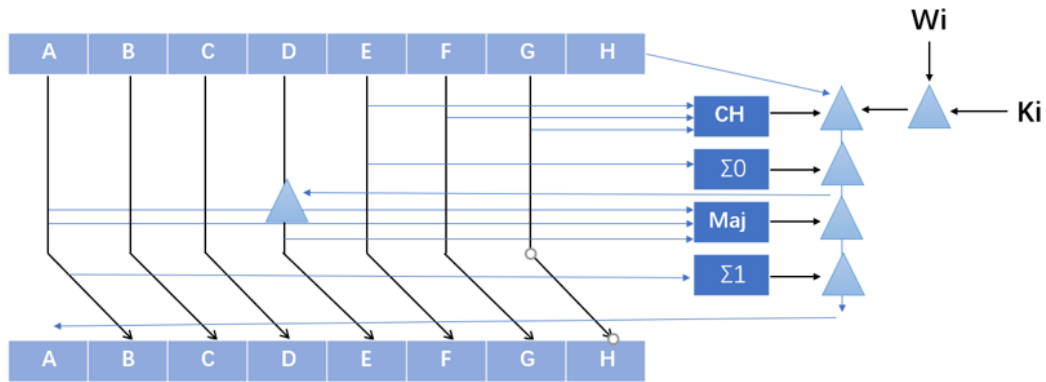 Wi
A B C D E F G H
CH
Ki
Σ0
Maj
Σ1
A B C D E F G H